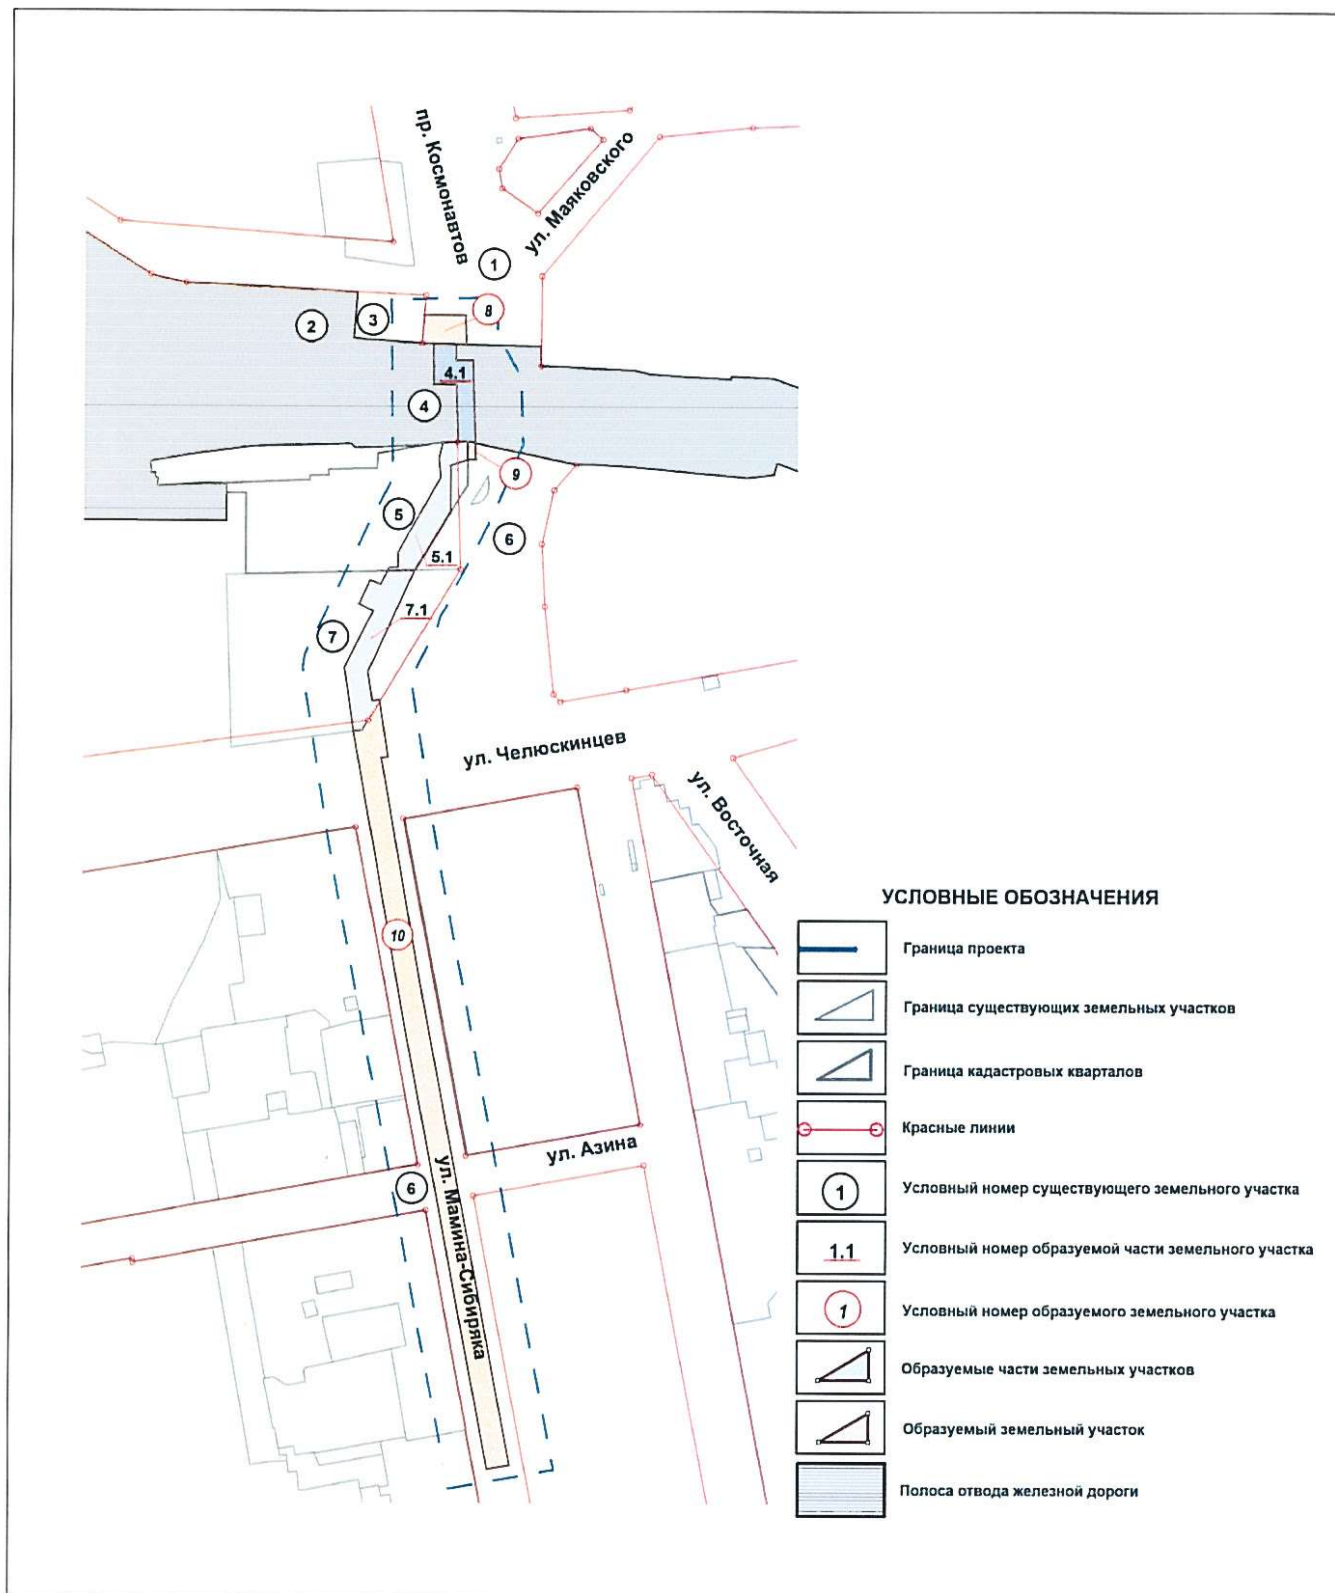 пр. Космонавтов
ул. Маяковского
1
8
2
3
4.1
4
9
5
6
5.1
7.1
7
ул. Челюскинцев
ул. Восточная
10
ул. Азина
6
ул. Мамина-Сибиряка
УСЛОВНЫЕ ОБОЗНАЧЕНИЯ
Граница проекта
Граница существующих земельных участков
Граница кадастровых кварталов
Красные линии
1
Условный номер существующего земельного участка
1.1
Условный номер образуемой части земельного участка
1
Условный номер образуемого земельного участка
Образуемые части земельных участков
Образуемый земельный участок
Полоса отвода железной дороги